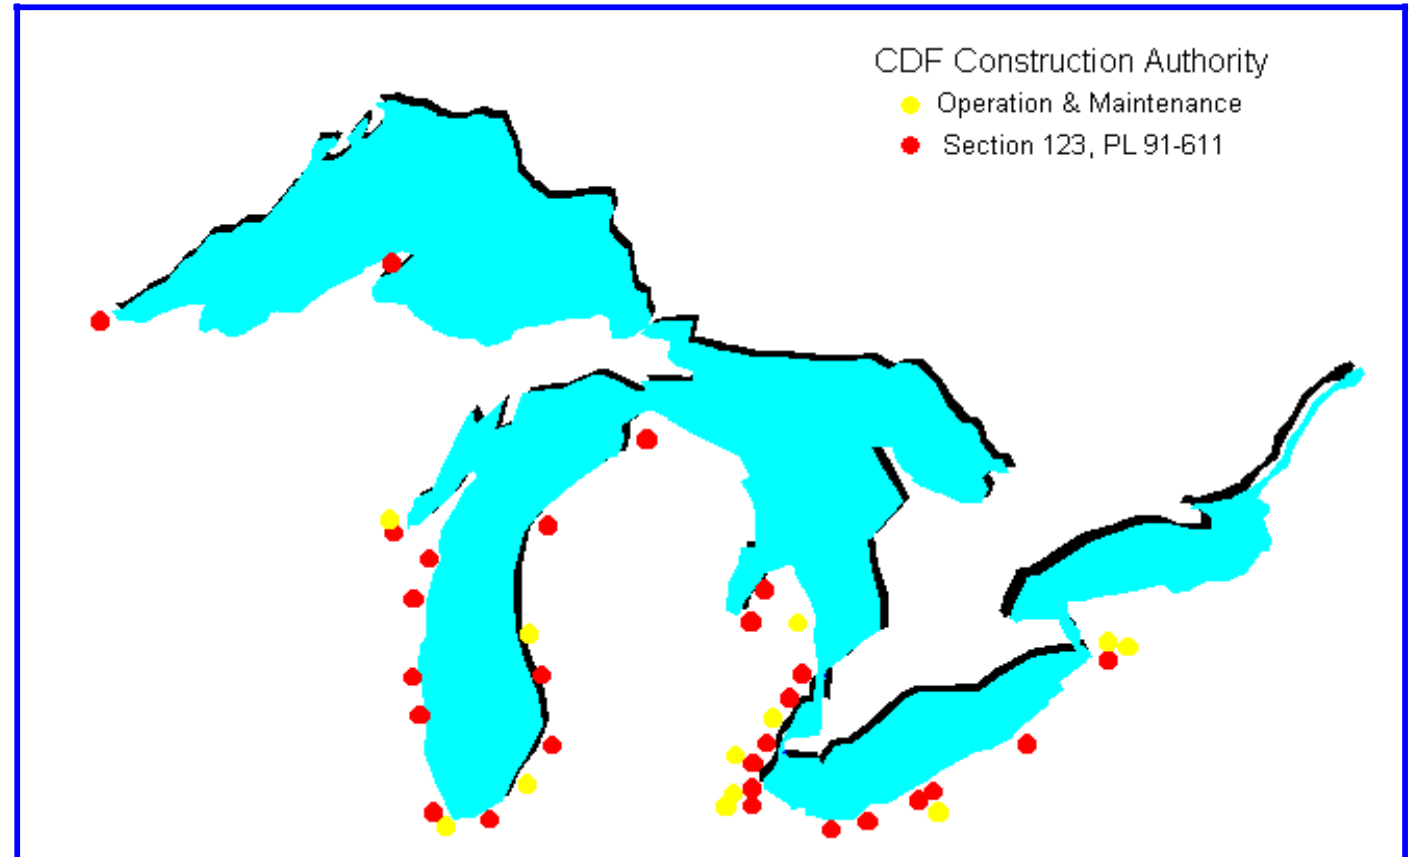 CDF Construction Authority
Operation & Maintenance
Section 123, PL 91-611